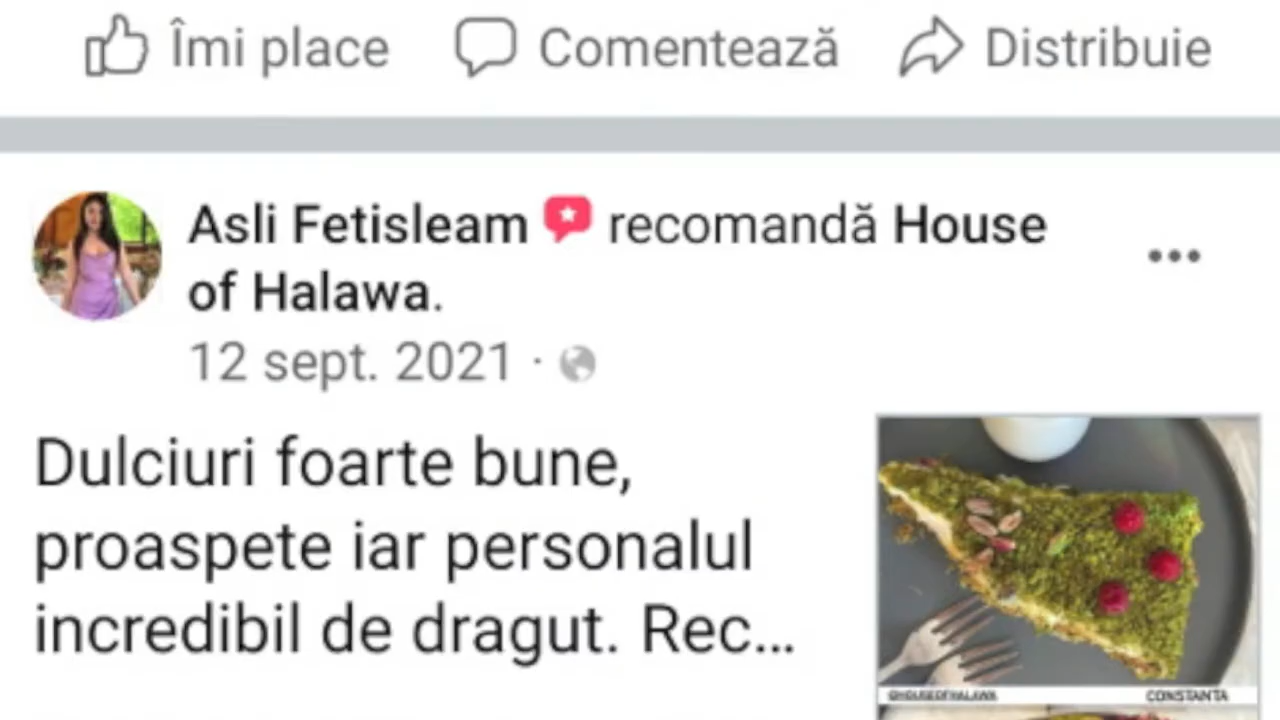 Îmi place Comentează Distribuie
Asli Fetisleam recomandă House
of Halawa.
12 sept. 2021 ·
Dulciuri foarte bune,
proaspete iar personalul
incredibil de dragut. Rec...
@HOUSEOFHALAWA CONSTANTA